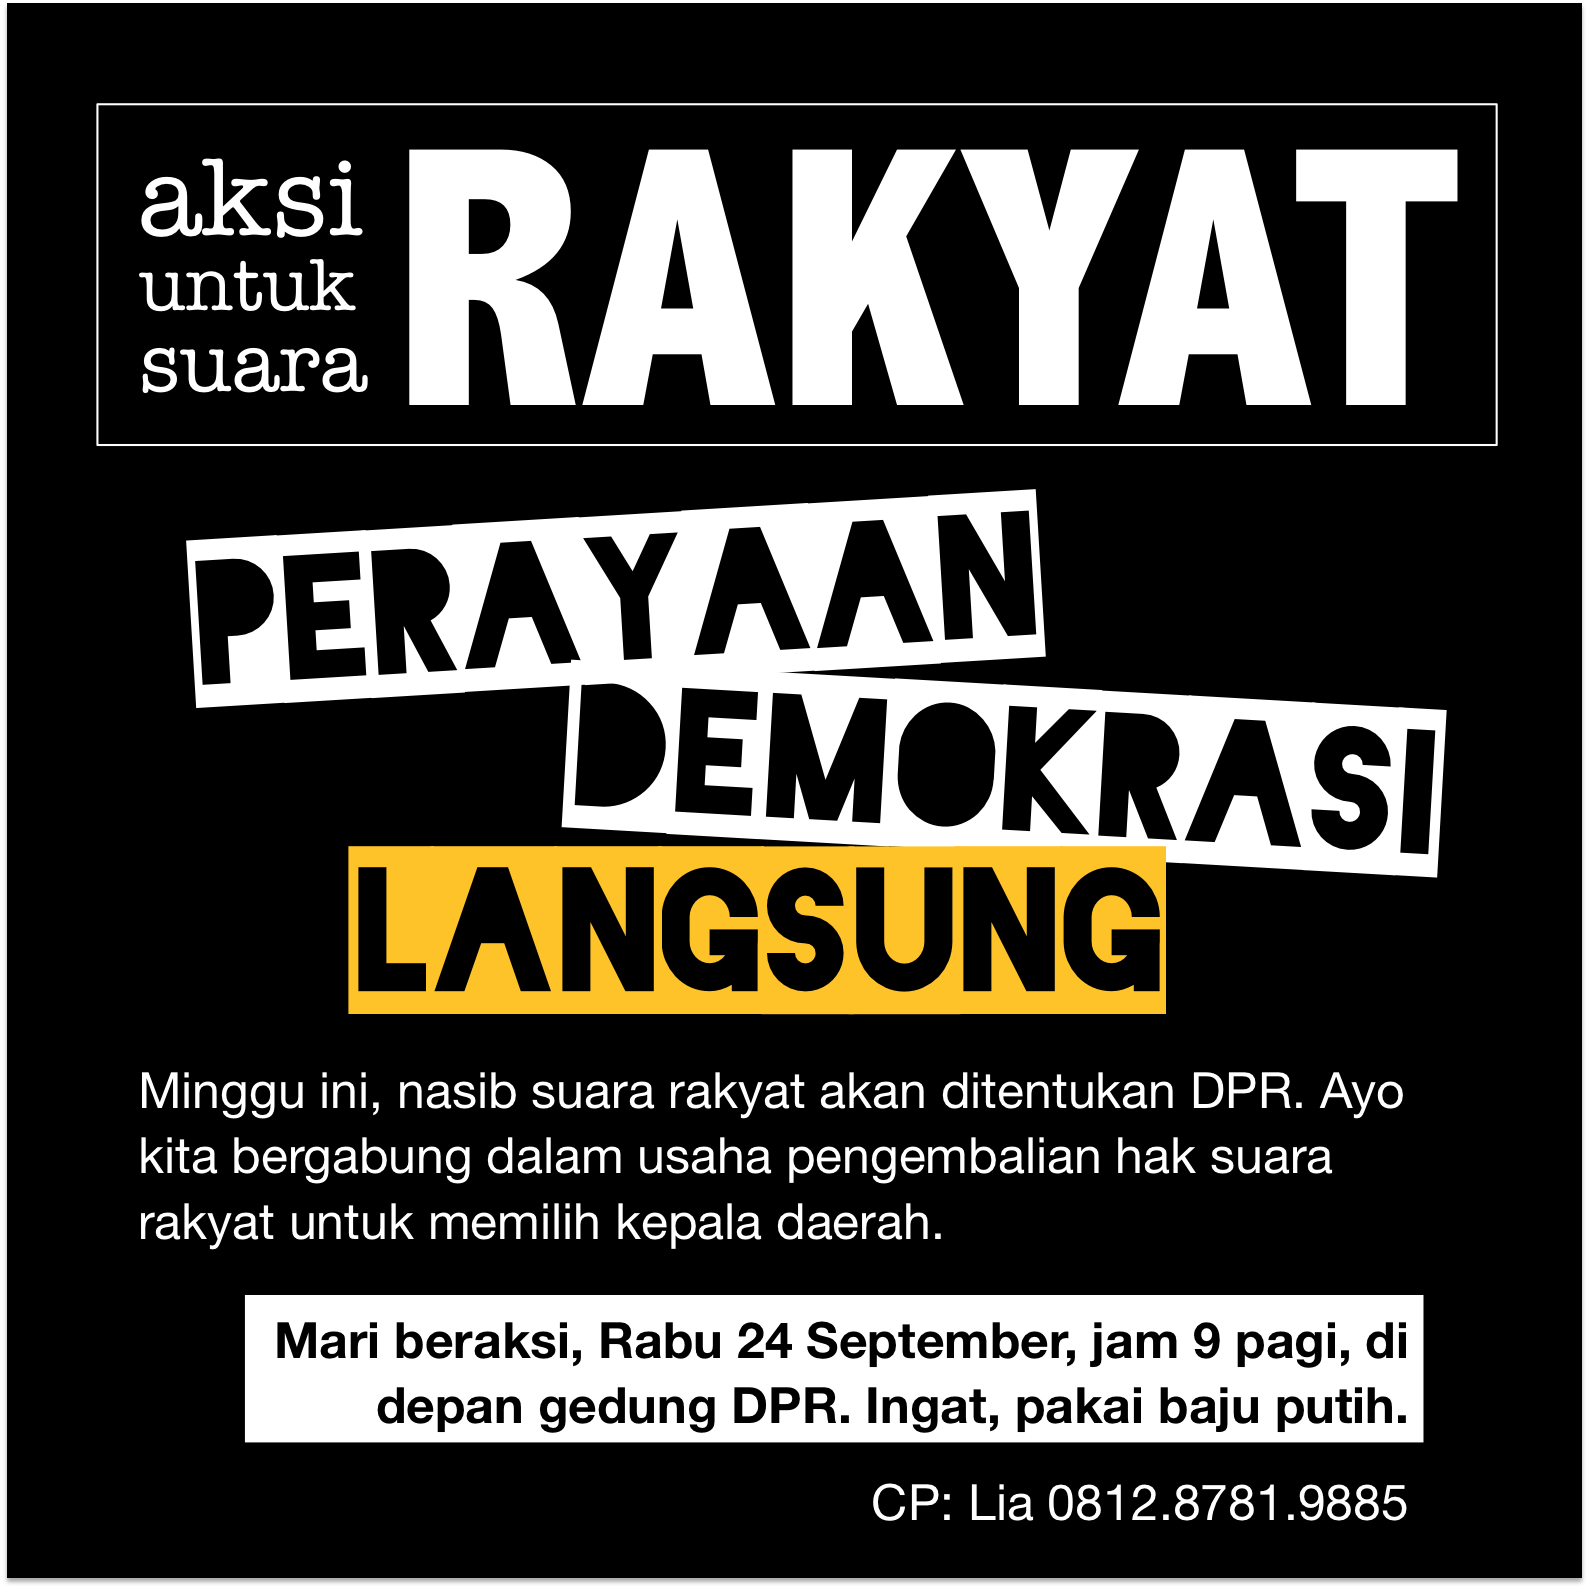 aksi
untuk
suara
RAKYAT
PERAYAAN
DEMOKRASI
LANGSUNG
Minggu ini, nasib suara rakyat akan ditentukan DPR. Ayo
kita bergabung dalam usaha pengembalian hak suara
rakyat untuk memilih kepala daerah.
Mari beraksi, Rabu 24 September, jam 9 pagi, di
depan gedung DPR. Ingat, pakai baju putih.
CP: Lia 0812.8781.9885